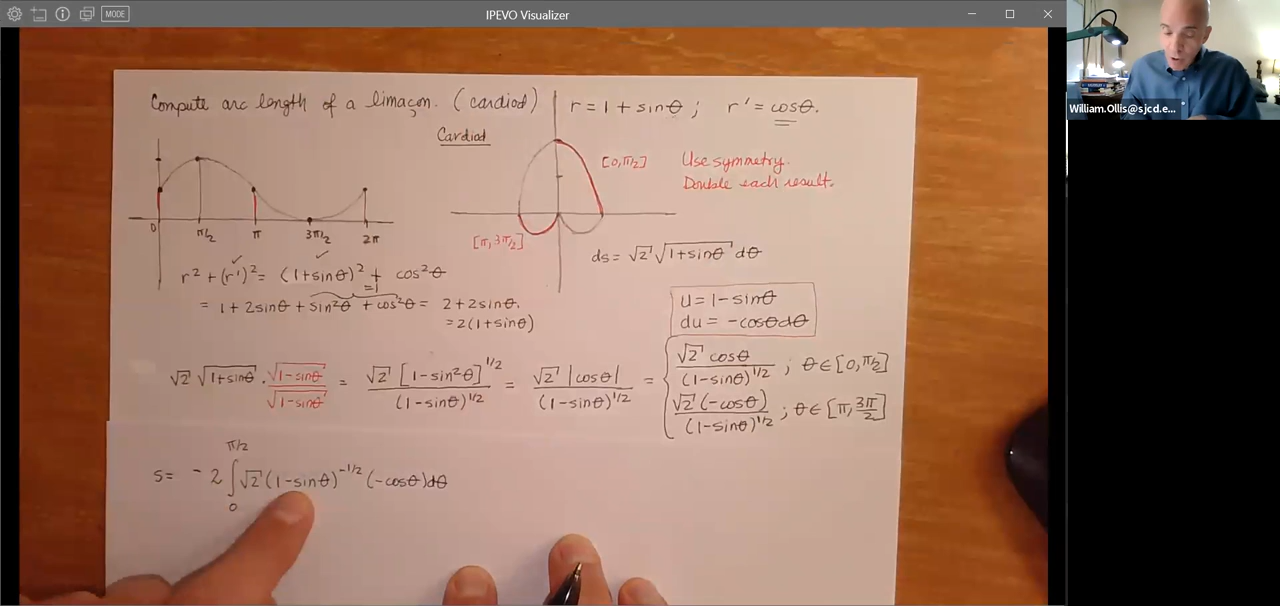 MODE
IPEVO Visualizer
William.Ollis@sjcd.e...
Compute arc length of a limacon. (cardiod) r = 1 + sinθ ; r' = cosθ.
Cardiod
[0, π/2]
Use symmetry.
Double each result.
0 π/2 π 3π/2 2π
[π, 3π/2]
ds = √2 √1+sinθ dθ
r² + (r')² = (1+sinθ)² + cos²θ
=1
= 1 + 2sinθ + sin²θ + cos²θ = 2 + 2sinθ.
= 2(1+sinθ)
u = 1-sinθ
du = -cosθdθ
√2 √1+sinθ · √1-sinθ / √1-sinθ = √2 [1-sin²θ]^1/2 / (1-sinθ)^1/2 = √2 |cosθ| / (1-sinθ)^1/2 = { √2 cosθ / (1-sinθ)^1/2 ; θ∈[0, π/2]
√2 (-cosθ) / (1-sinθ)^1/2 ; θ∈[π, 3π/2]
π/2
s = -2 ∫ √2 (1-sinθ)^-1/2 (-cosθ)dθ
0